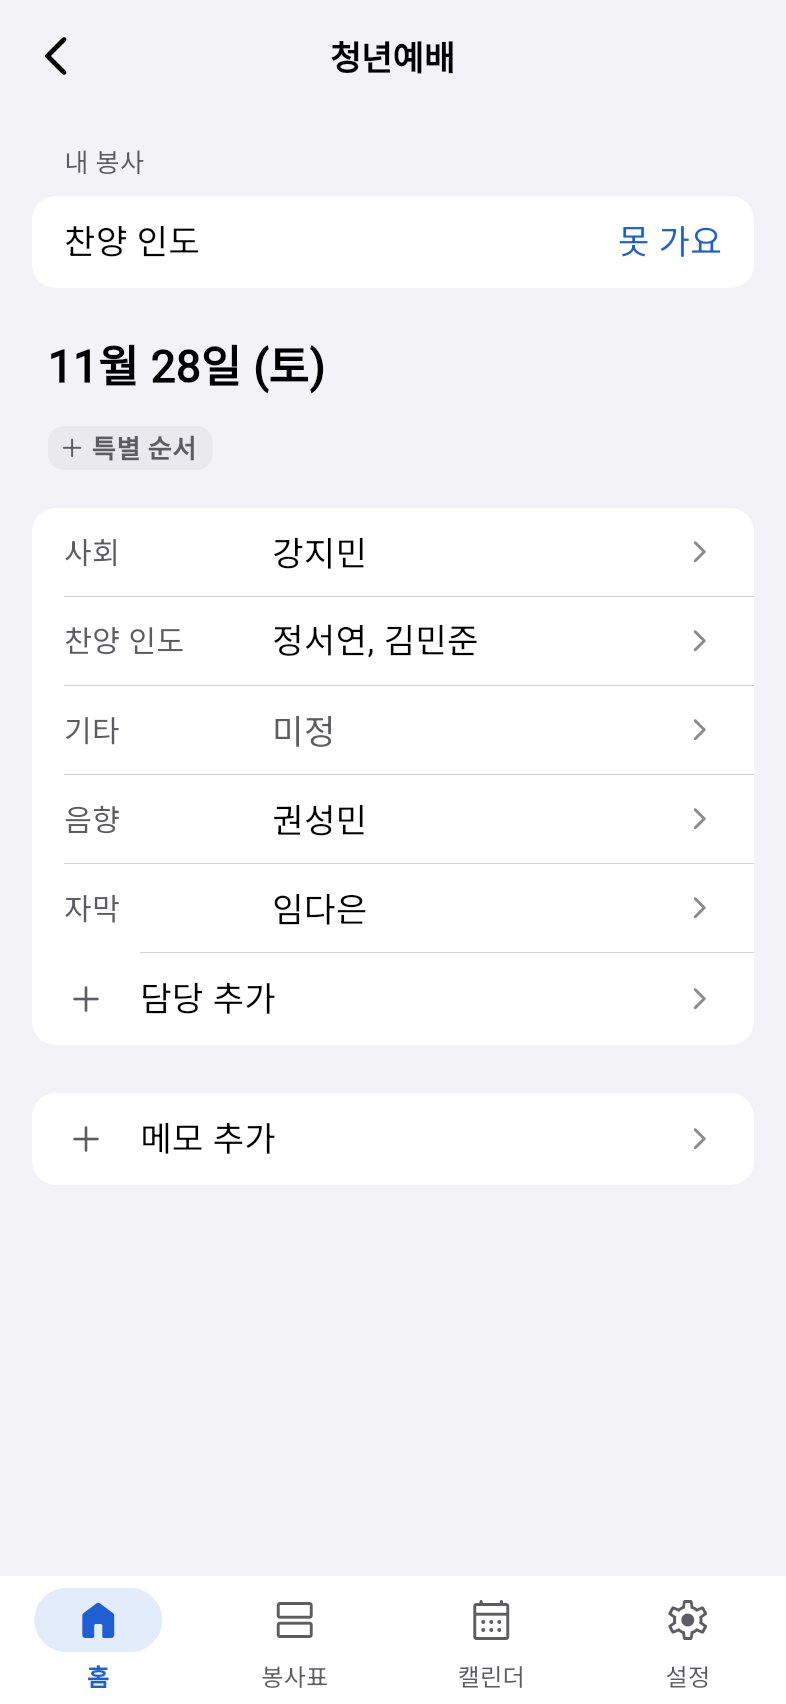 청년예배
내 봉사
찬양 인도 못 가요
11월 28일 (토)
+ 특별 순서
사회 강지민
찬양 인도 정서연, 김민준
기타 미정
음향 권성민
자막 임다은
+ 담당 추가
+ 메모 추가
홈 봉사표 캘린더 설정